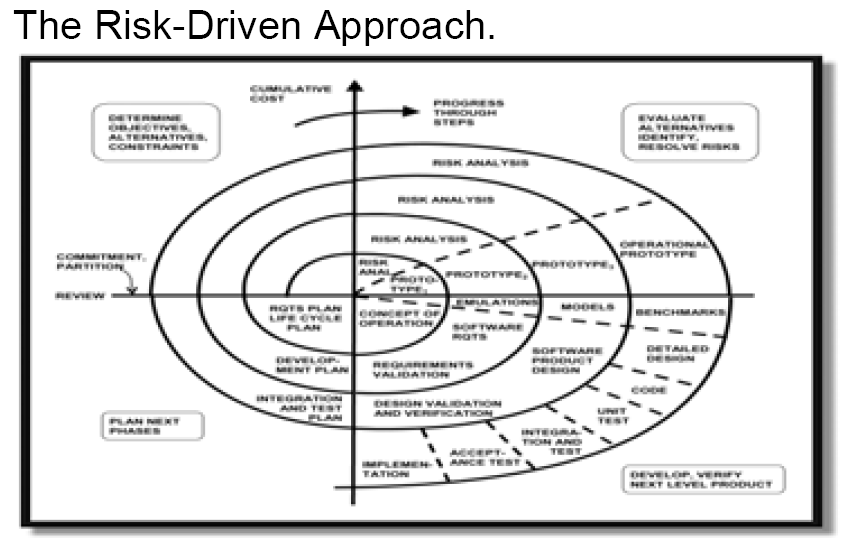 The Risk-Driven Approach.
CUMULATIVE
COST
PROGRESS
THROUGH
STEPS
DETERMINE
OBJECTIVES,
ALTERNATIVES,
CONSTRAINTS
EVALUATE
ALTERNATIVES
IDENTIFY,
RESOLVE RISKS
RISK ANALYSIS
RISK ANALYSIS
RISK ANALYSIS
RISK
ANAL.
PROTO-
TYPE₁
PROTOTYPE₂
PROTOTYPE₃
OPERATIONAL
PROTOTYPE
COMMITMENT,
PARTITION
REVIEW
RQTS PLAN
LIFE CYCLE
PLAN
CONCEPT OF
OPERATION
EMULATIONS
MODELS
BENCHMARKS
SOFTWARE
RQTS
SOFTWARE
PRODUCT
DESIGN
DETAILED
DESIGN
DEVELOP-
MENT PLAN
REQUIREMENTS
VALIDATION
CODE
INTEGRATION
AND TEST
PLAN
DESIGN VALIDATION
AND VERIFICATION
UNIT
TEST
PLAN NEXT
PHASES
INTEGRA-
TION AND
TEST
ACCEPT-
ANCE TEST
IMPLEMEN-
TATION
DEVELOP, VERIFY
NEXT LEVEL PRODUCT